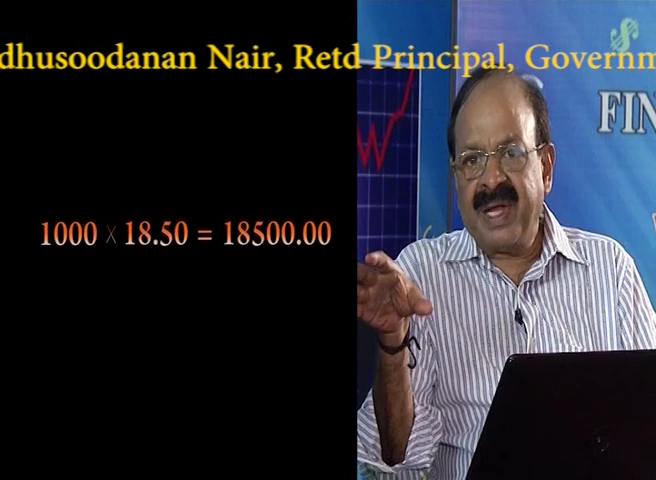 dhusoodanan Nair, Retd Principal, Governm
FIN
1000 × 18.50 = 18500.00